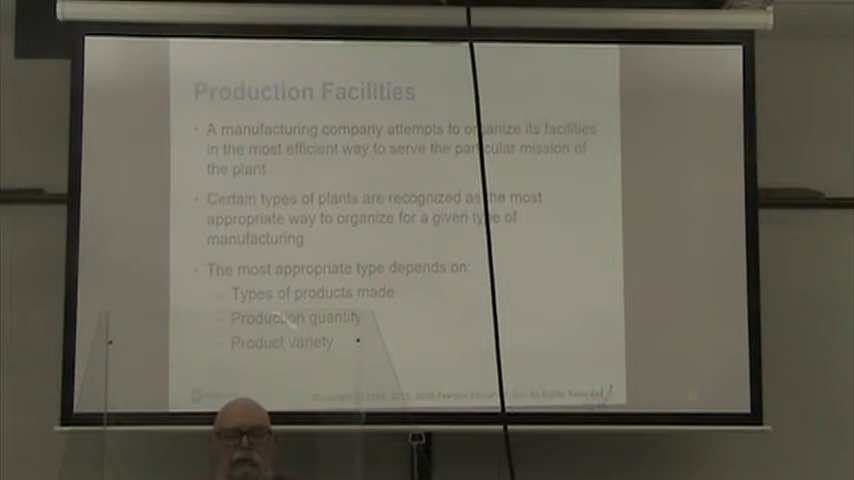 Production Facilities
• A manufacturing company attempts to organize its facilities
in the most efficient way to serve the particular mission of
the plant
• Certain types of plants are recognized as the most
appropriate way to organize for a given type of
manufacturing
• The most appropriate type depends on:
– Types of products made
– Production quantity
– Product variety